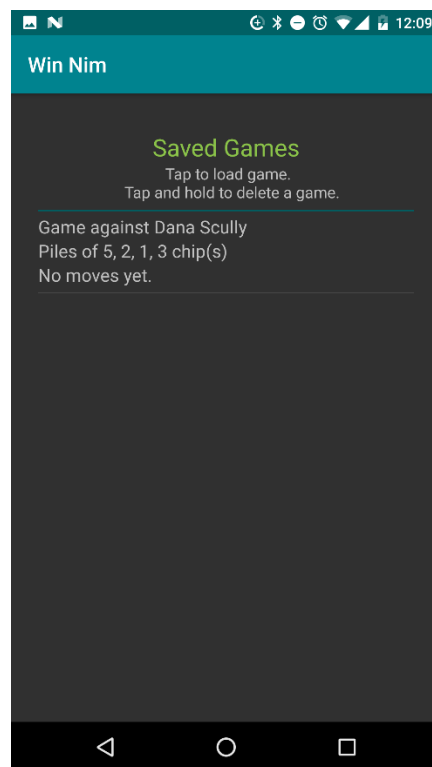 12:09
Win Nim
Saved Games
Tap to load game.
Tap and hold to delete a game.
Game against Dana Scully
Piles of 5, 2, 1, 3 chip(s)
No moves yet.